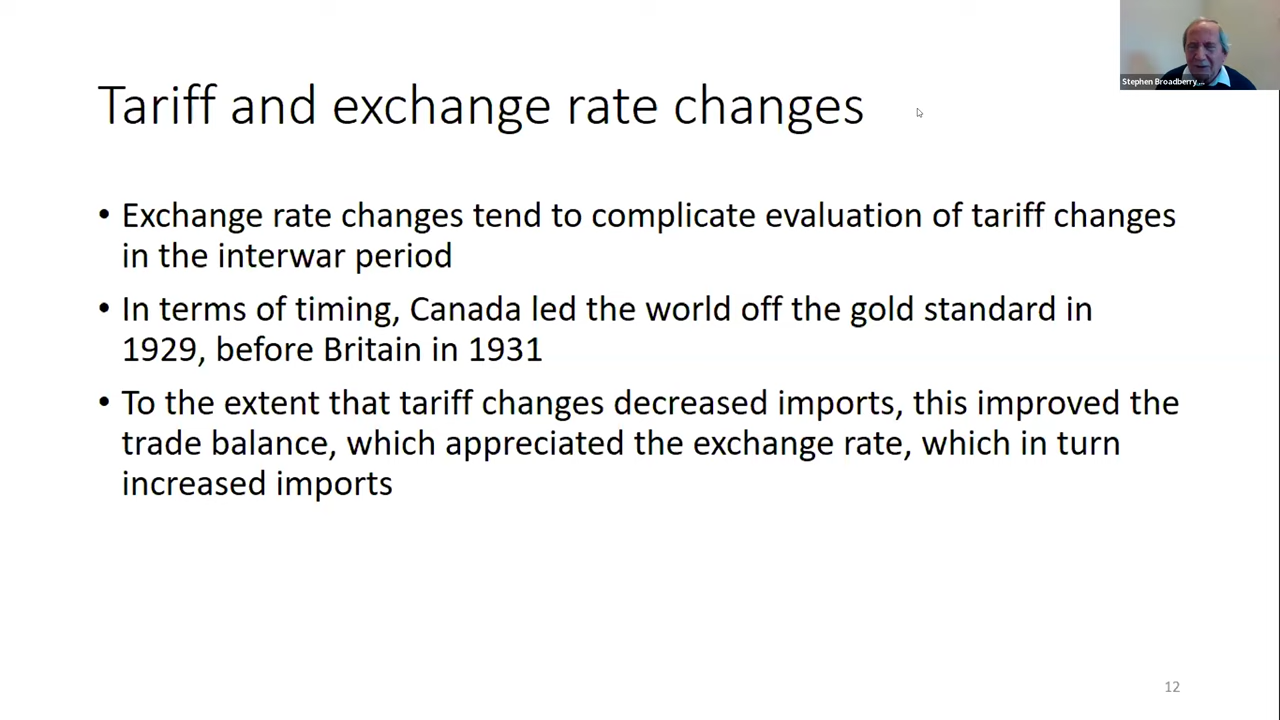 Stephen Broadberry...
Tariff and exchange rate changes
• Exchange rate changes tend to complicate evaluation of tariff changes
in the interwar period
• In terms of timing, Canada led the world off the gold standard in
1929, before Britain in 1931
• To the extent that tariff changes decreased imports, this improved the
trade balance, which appreciated the exchange rate, which in turn
increased imports
12